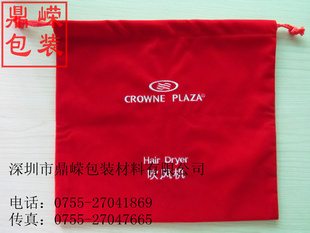 鼎嵘
包装
CROWNE PLAZA®
深圳市鼎嵘包装材料有限公司
Hair Dryer
吹风机
电话：0755-27041869
传真：0755-27047665